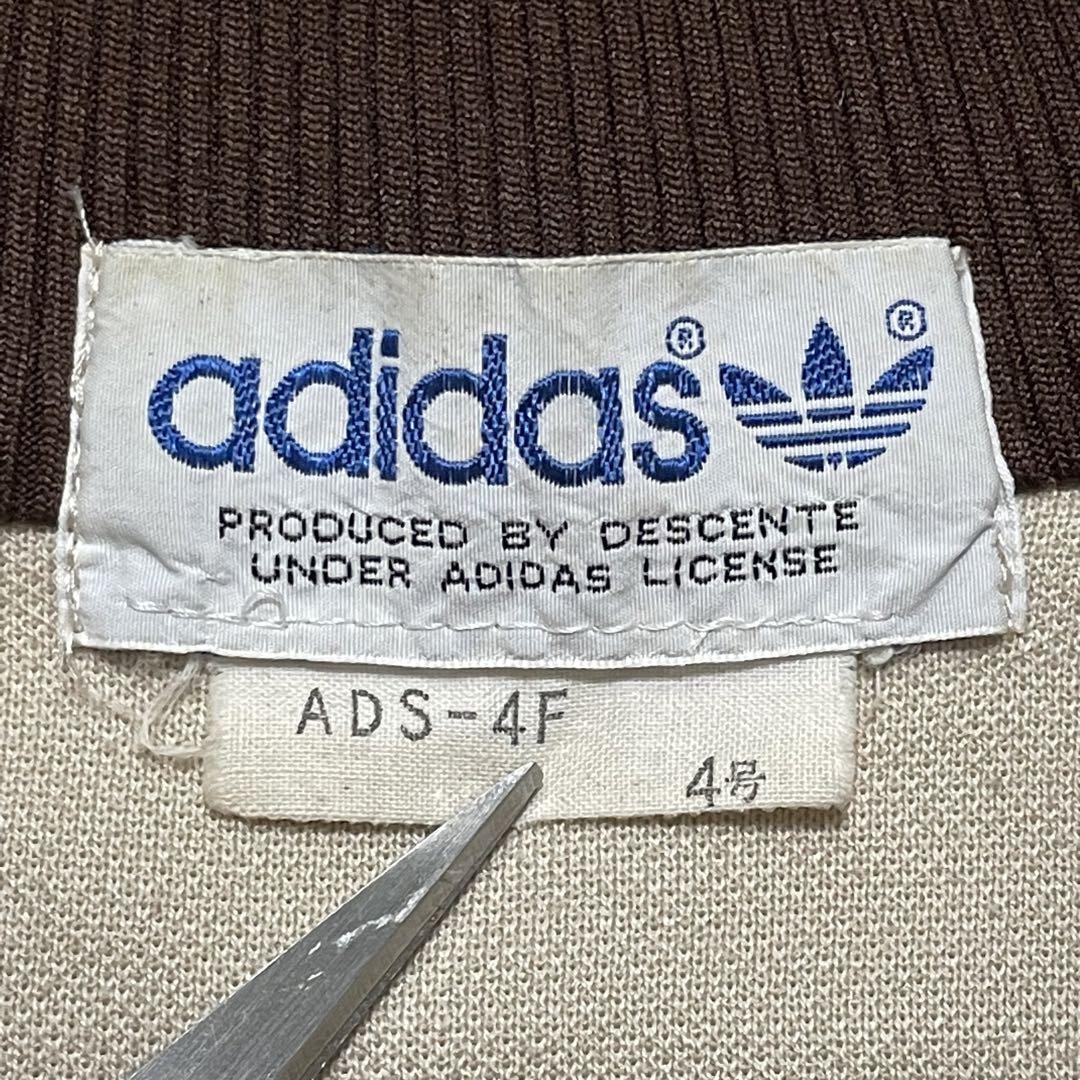 adidas® ®
PRODUCED BY DESCENTE
UNDER ADIDAS LICENSE
ADS-4F
4号